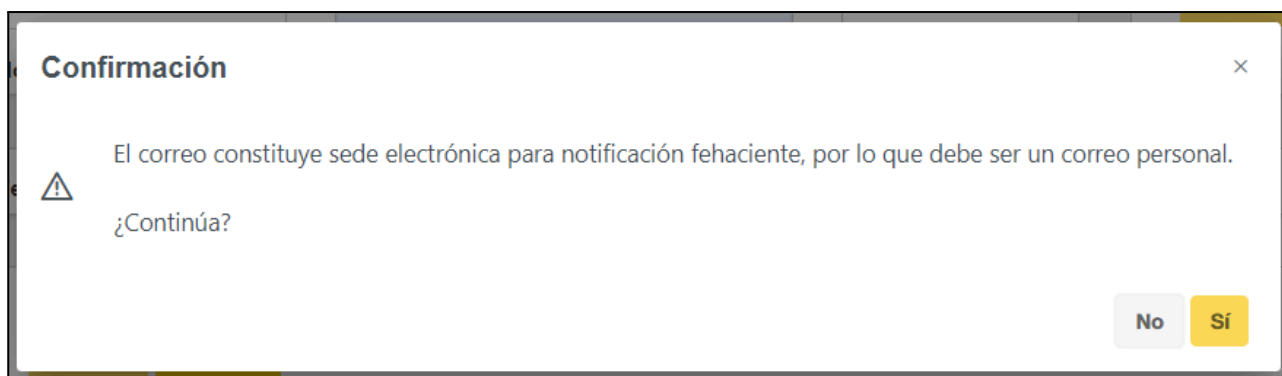 Confirmación
×
El correo constituye sede electrónica para notificación fehaciente, por lo que debe ser un correo personal.
¿Continúa?
No
Sí